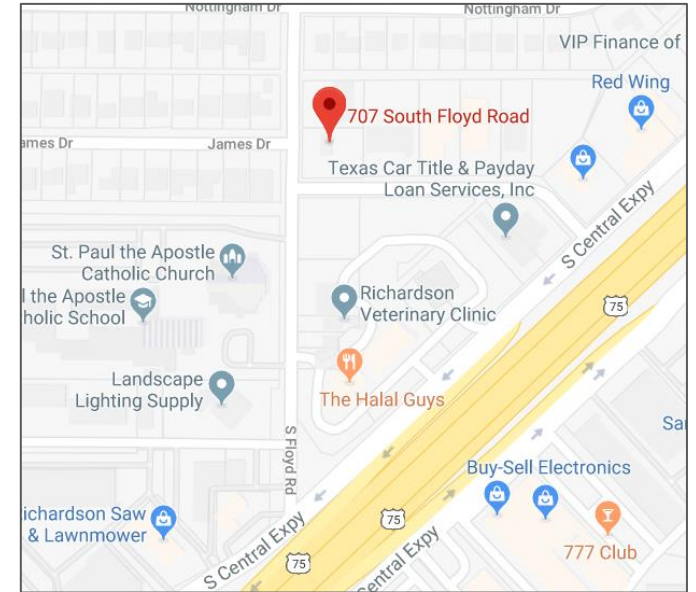 Nottingham Dr
Nottingham Dr
VIP Finance of
Red Wing
707 South Floyd Road
ames Dr
James Dr
Texas Car Title & Payday
Loan Services, Inc
S Central Expy
St. Paul the Apostle
Catholic Church
l the Apostle
holic School
75
Richardson
Veterinary Clinic
Landscape
Lighting Supply
The Halal Guys
Sa
S Floyd Rd
Buy-Sell Electronics
ichardson Saw
& Lawnmower
75
777 Club
S Central Expy
75
entral Expy